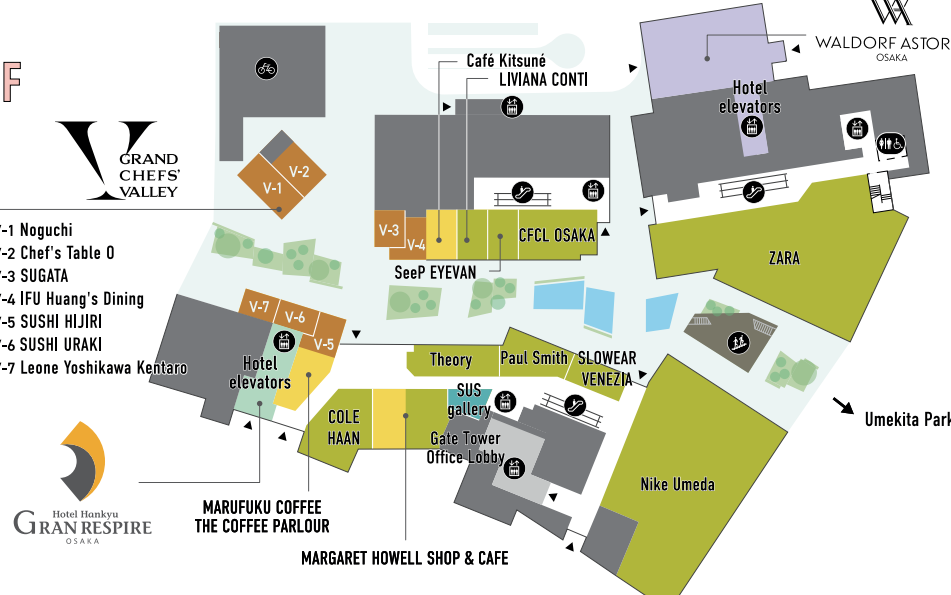 F
GRAND
CHEFS'
VALLEY
V-1 Noguchi
V-2 Chef's Table O
V-3 SUGATA
V-4 IFU Huang's Dining
V-5 SUSHI HIJIRI
V-6 SUSHI URAKI
V-7 Leone Yoshikawa Kentaro
V-2
V-1
Café Kitsuné
LIVIANA CONTI
V-3
V-4
CFCL OSAKA
SeeP EYEVAN
WALDORF ASTOR
OSAKA
Hotel
elevators
ZARA
V-7
V-6
V-5
Hotel
elevators
Theory
Paul Smith
SLOWEAR
VENEZIA
SUS
gallery
COLE
HAAN
Gate Tower
Office Lobby
Nike Umeda
Umekita Park
Hotel Hankyu
GRAN RESPIRE
OSAKA
MARUFUKU COFFEE
THE COFFEE PARLOUR
MARGARET HOWELL SHOP & CAFE